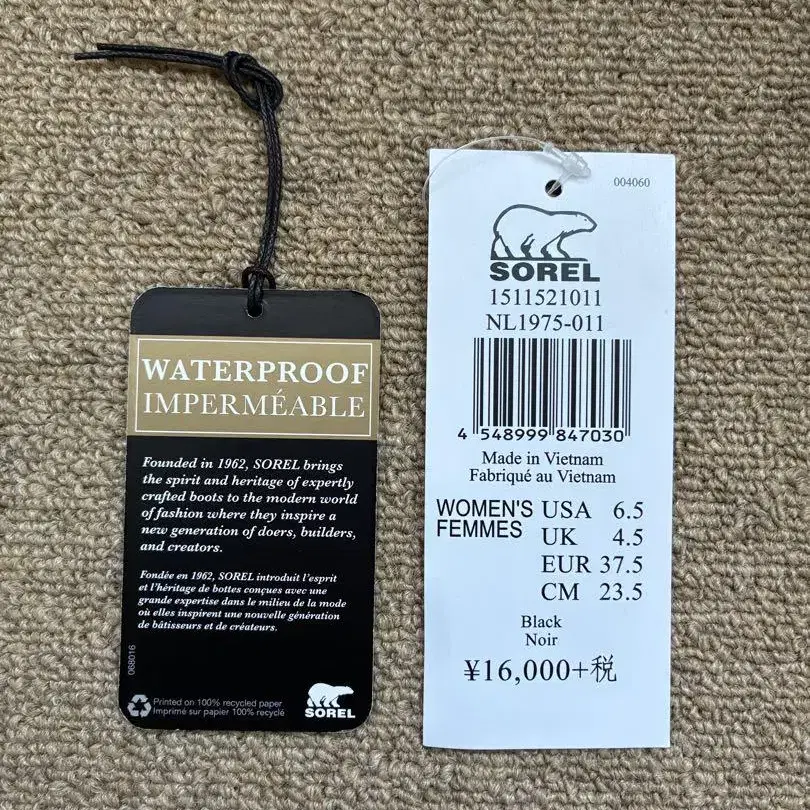 WATERPROOF
IMPERMÉABLE
Founded in 1962, SOREL brings
the spirit and heritage of expertly
crafted boots to the modern world
of fashion where they inspire a
new generation of doers, builders,
and creators.
Fondée en 1962, SOREL introduit l'esprit
et l'héritage de bottes conçues avec une
grande expertise dans le milieu de la mode
où elles inspirent une nouvelle génération
de bâtisseurs et de créateurs.
068016
Printed on 100% recycled paper
Imprimé sur papier 100% recyclé
SOREL
004060
SOREL
1511521011
NL1975-011
4 548999 847030
Made in Vietnam
Fabriqué au Vietnam
WOMEN'S
FEMMES
USA 6.5
UK 4.5
EUR 37.5
CM 23.5
Black
Noir
¥16,000+税